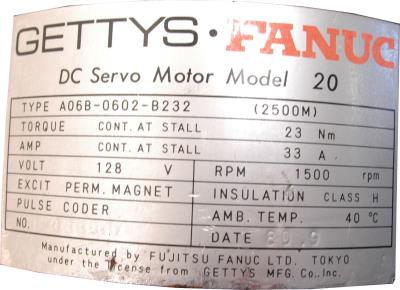 GETTYS·FANUC
DC Servo Motor Model 20
TYPE A06B-0602-B232 (2500M)
TORQUE CONT. AT STALL 23 Nm
AMP CONT. AT STALL 33 A
VOLT 128 V RPM 1500 rpm
EXCIT PERM. MAGNET INSULATION CLASS H
PULSE CODER AMB. TEMP. 40 °C
NO. DATE
Manufactured by FUJITSU FANUC LTD. TOKYO
under the license from GETTYS MFG. Co., Inc.